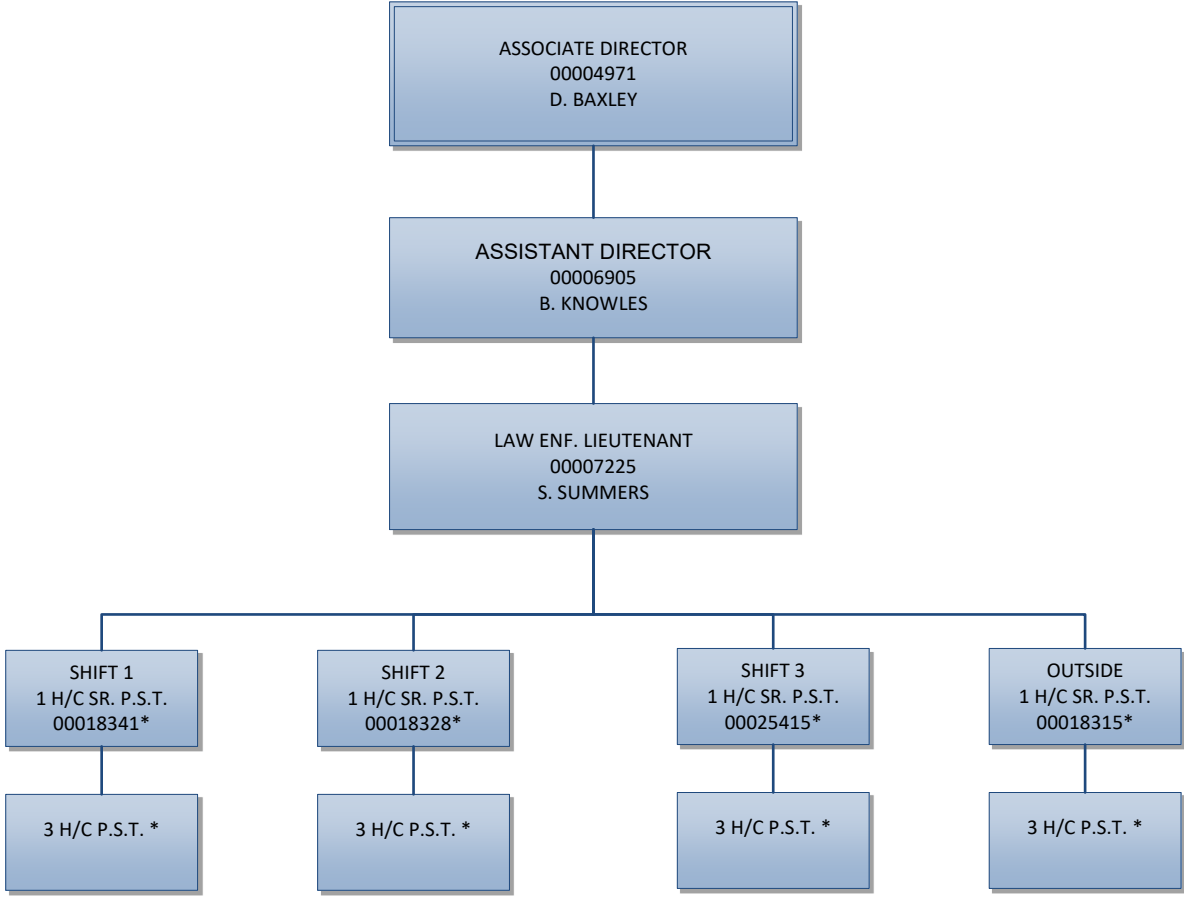 ASSOCIATE DIRECTOR
00004971
D. BAXLEY
ASSISTANT DIRECTOR
00006905
B. KNOWLES
LAW ENF. LIEUTENANT
00007225
S. SUMMERS
SHIFT 1
1 H/C SR. P.S.T.
00018341*
SHIFT 2
1 H/C SR. P.S.T.
00018328*
SHIFT 3
1 H/C SR. P.S.T.
00025415*
OUTSIDE
1 H/C SR. P.S.T.
00018315*
3 H/C P.S.T. *
3 H/C P.S.T. *
3 H/C P.S.T. *
3 H/C P.S.T. *